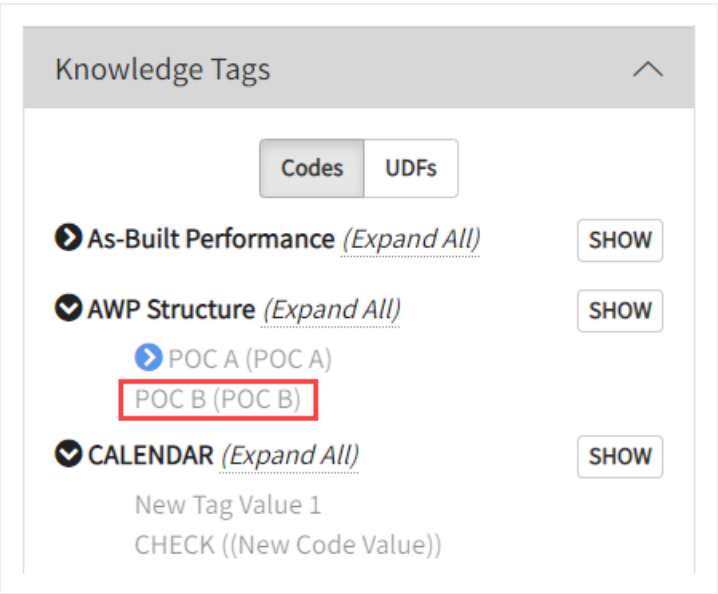 Knowledge Tags
Codes UDFs
As-Built Performance (Expand All) SHOW
AWP Structure (Expand All) SHOW
POC A (POC A)
POC B (POC B)
CALENDAR (Expand All) SHOW
New Tag Value 1
CHECK ((New Code Value))